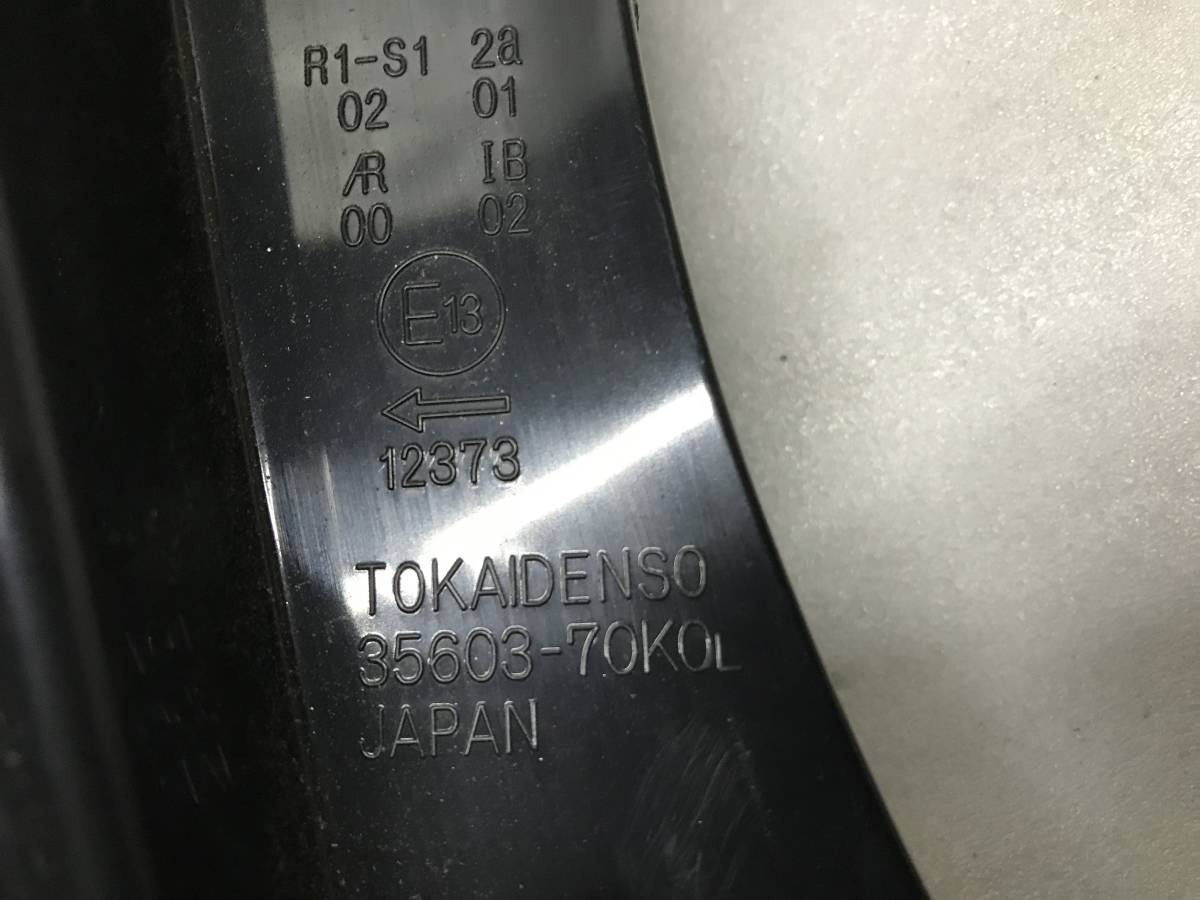 R1-S1 2a
02 01
AR IB
00 02
E13
←
12373
TOKAIDENSO
35603-70K0L
JAPAN